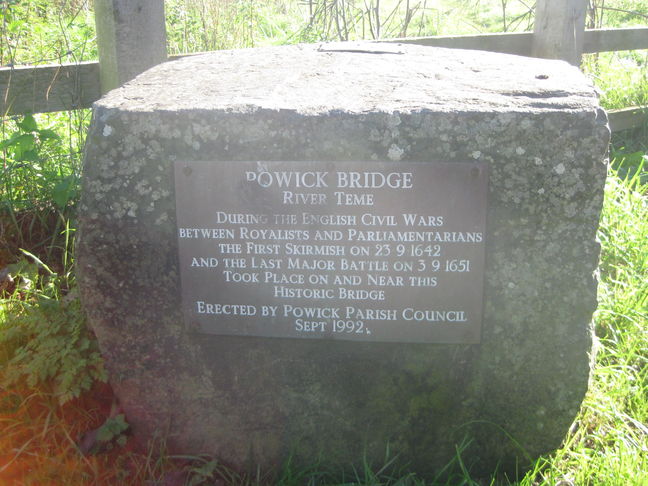 POWICK BRIDGE
RIVER TEME
DURING THE ENGLISH CIVIL WARS
BETWEEN ROYALISTS AND PARLIAMENTARIANS
THE FIRST SKIRMISH ON 23 9 1642
AND THE LAST MAJOR BATTLE ON 3 9 1651
TOOK PLACE ON AND NEAR THIS
HISTORIC BRIDGE
ERECTED BY POWICK PARISH COUNCIL
SEPT 1992.